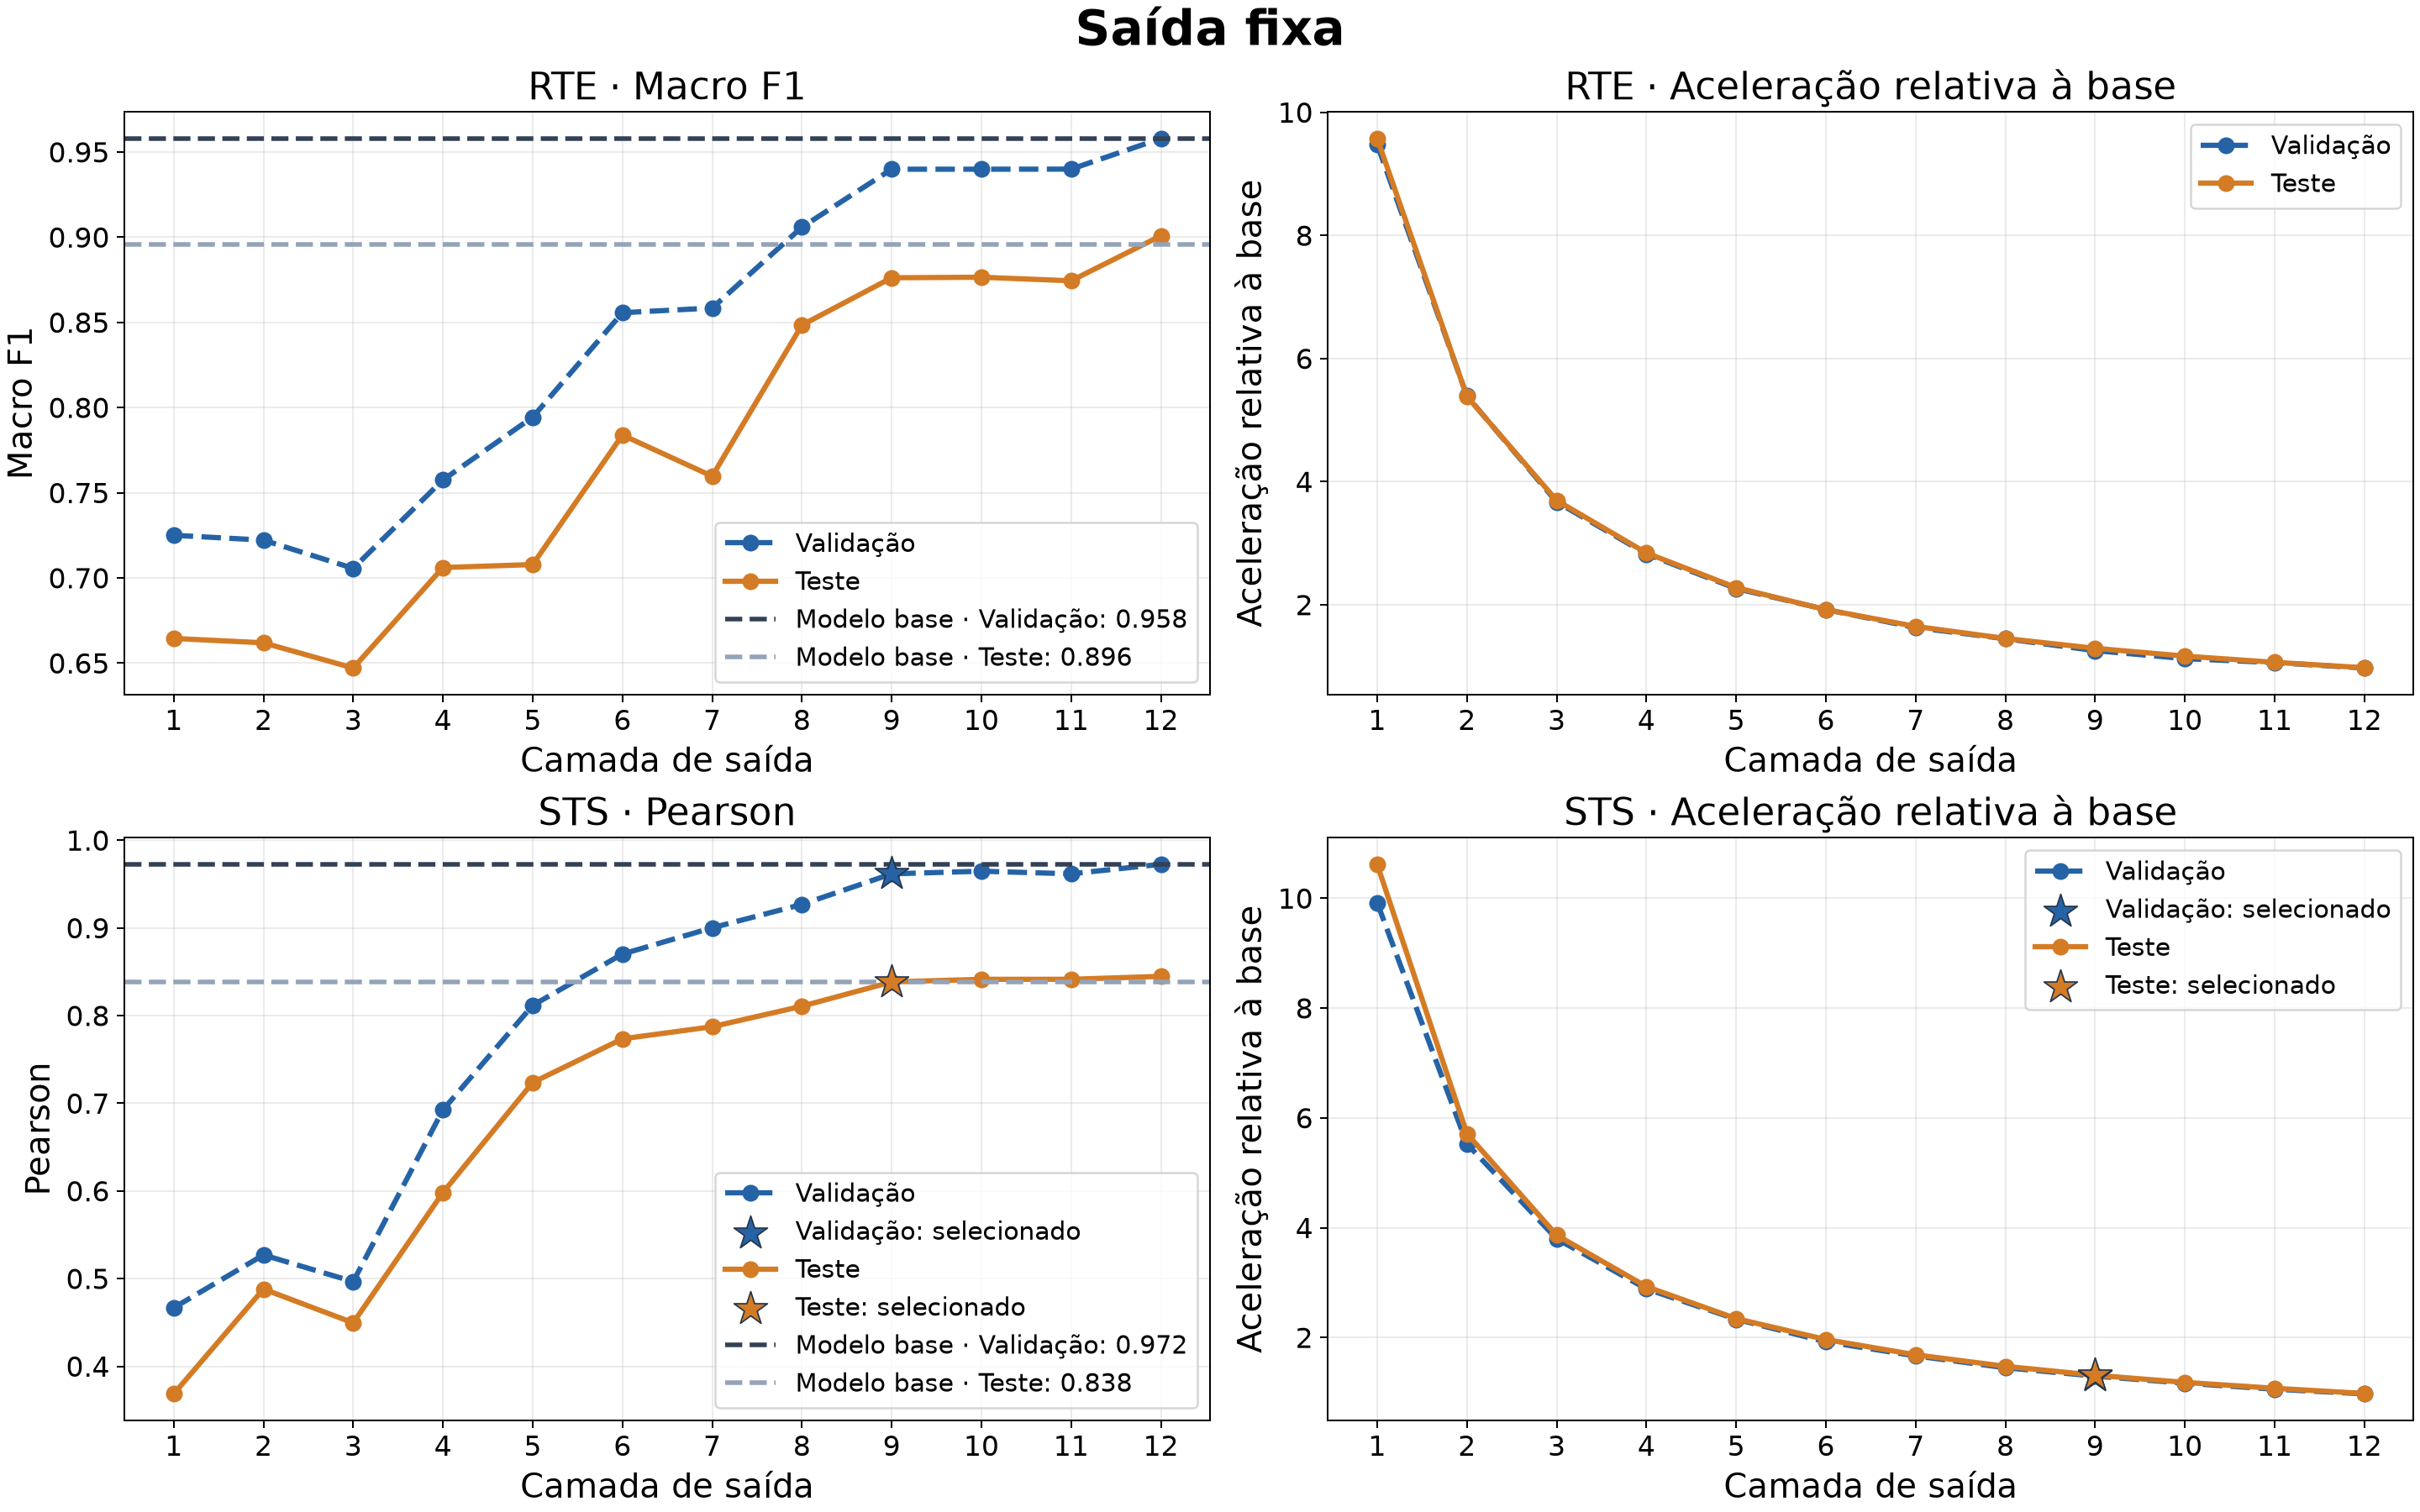 Saída fixa
RTE · Macro F1
Macro F1
0.95
0.90
0.85
0.80
0.75
0.70
0.65
Validação
Teste
Modelo base · Validação: 0.958
Modelo base · Teste: 0.896
1 2 3 4 5 6 7 8 9 10 11 12
Camada de saída
RTE · Aceleração relativa à base
Aceleração relativa à base
10
8
6
4
2
Validação
Teste
1 2 3 4 5 6 7 8 9 10 11 12
Camada de saída
STS · Pearson
Pearson
1.0
0.9
0.8
0.7
0.6
0.5
0.4
Validação
Validação: selecionado
Teste
Teste: selecionado
Modelo base · Validação: 0.972
Modelo base · Teste: 0.838
1 2 3 4 5 6 7 8 9 10 11 12
Camada de saída
STS · Aceleração relativa à base
Aceleração relativa à base
10
8
6
4
2
Validação
Validação: selecionado
Teste
Teste: selecionado
1 2 3 4 5 6 7 8 9 10 11 12
Camada de saída